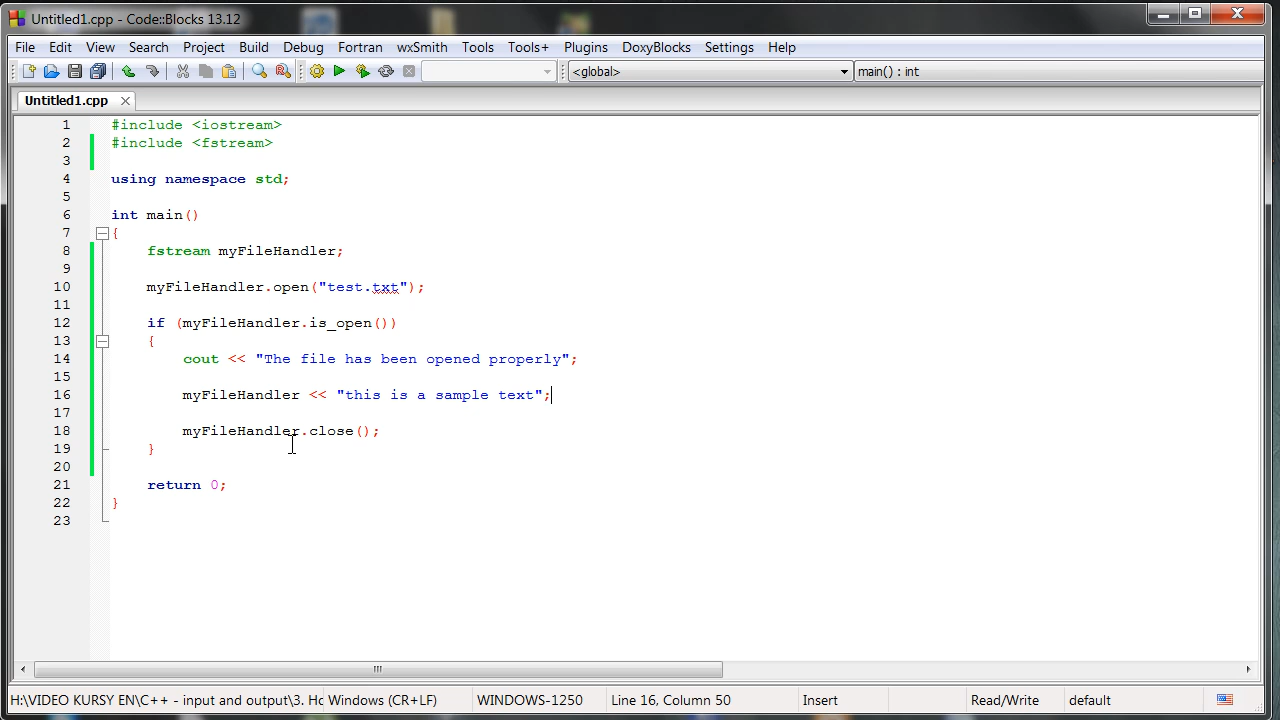 Untitled1.cpp - Code::Blocks 13.12
File Edit View Search Project Build Debug Fortran wxSmith Tools Tools+ Plugins DoxyBlocks Settings Help
<global> main() : int
Untitled1.cpp
1 #include <iostream>
2 #include <fstream>
3
4 using namespace std;
5
6 int main()
7 {
8 fstream myFileHandler;
9
10 myFileHandler.open("test.txt");
11
12 if (myFileHandler.is_open())
13 {
14 cout << "The file has been opened properly";
15
16 myFileHandler << "this is a sample text";
17
18 myFileHandler.close();
19 }
20
21 return 0;
22 }
23
H:\VIDEO KURSY EN\C++ - input and output\3. Ho Windows (CR+LF) WINDOWS-1250 Line 16, Column 50 Insert Read/Write default